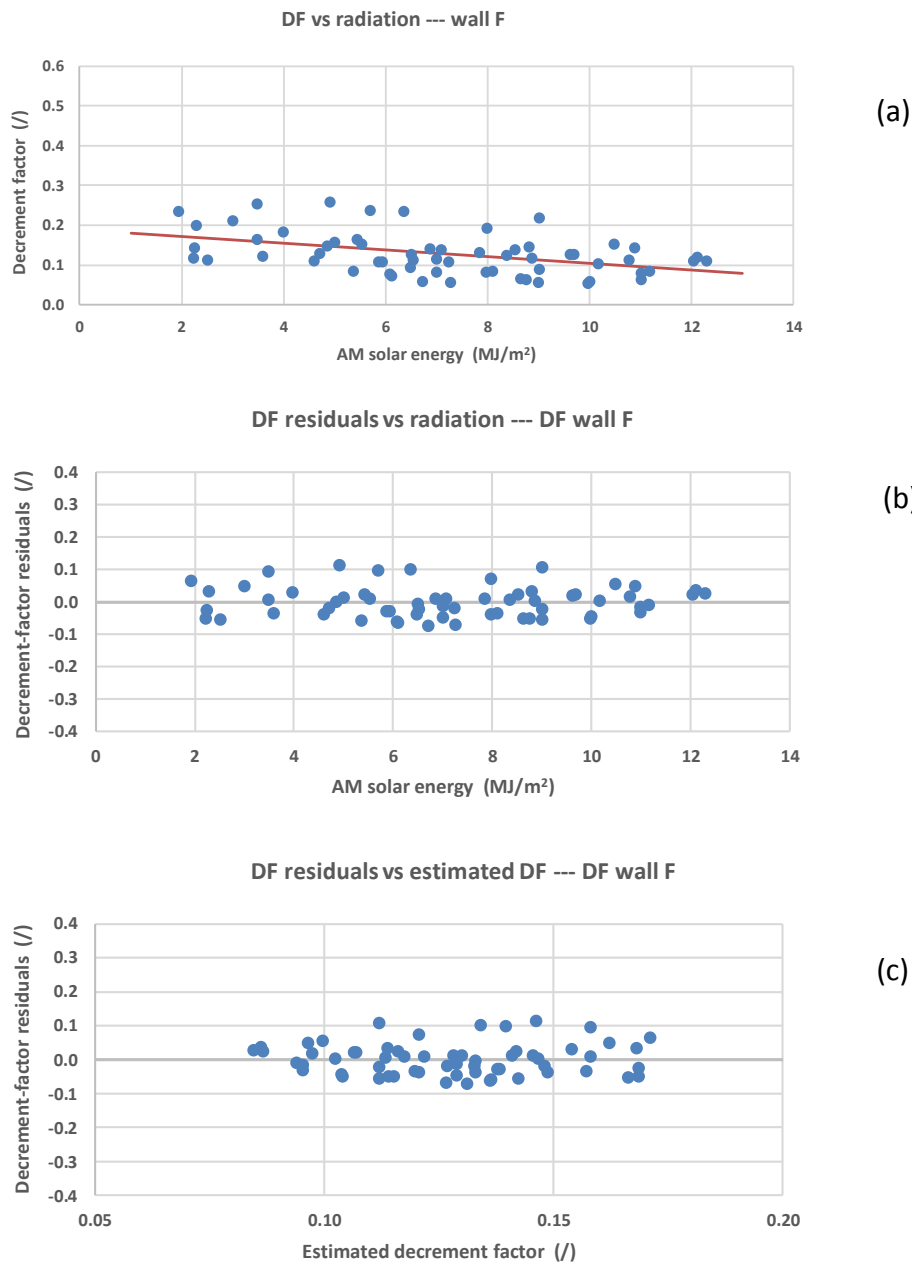 DF vs radiation --- wall F
Decrement factor (/)
0.6
0.5
0.4
0.3
0.2
0.1
0.0
0 2 4 6 8 10 12 14
AM solar energy (MJ/m²)
(a)
DF residuals vs radiation --- DF wall F
Decrement-factor residuals (/)
0.4
0.3
0.2
0.1
0.0
-0.1
-0.2
-0.3
-0.4
0 2 4 6 8 10 12 14
AM solar energy (MJ/m²)
(b)
DF residuals vs estimated DF --- DF wall F
Decrement-factor residuals (/)
0.4
0.3
0.2
0.1
0.0
-0.1
-0.2
-0.3
-0.4
0.05 0.10 0.15 0.20
Estimated decrement factor (/)
(c)